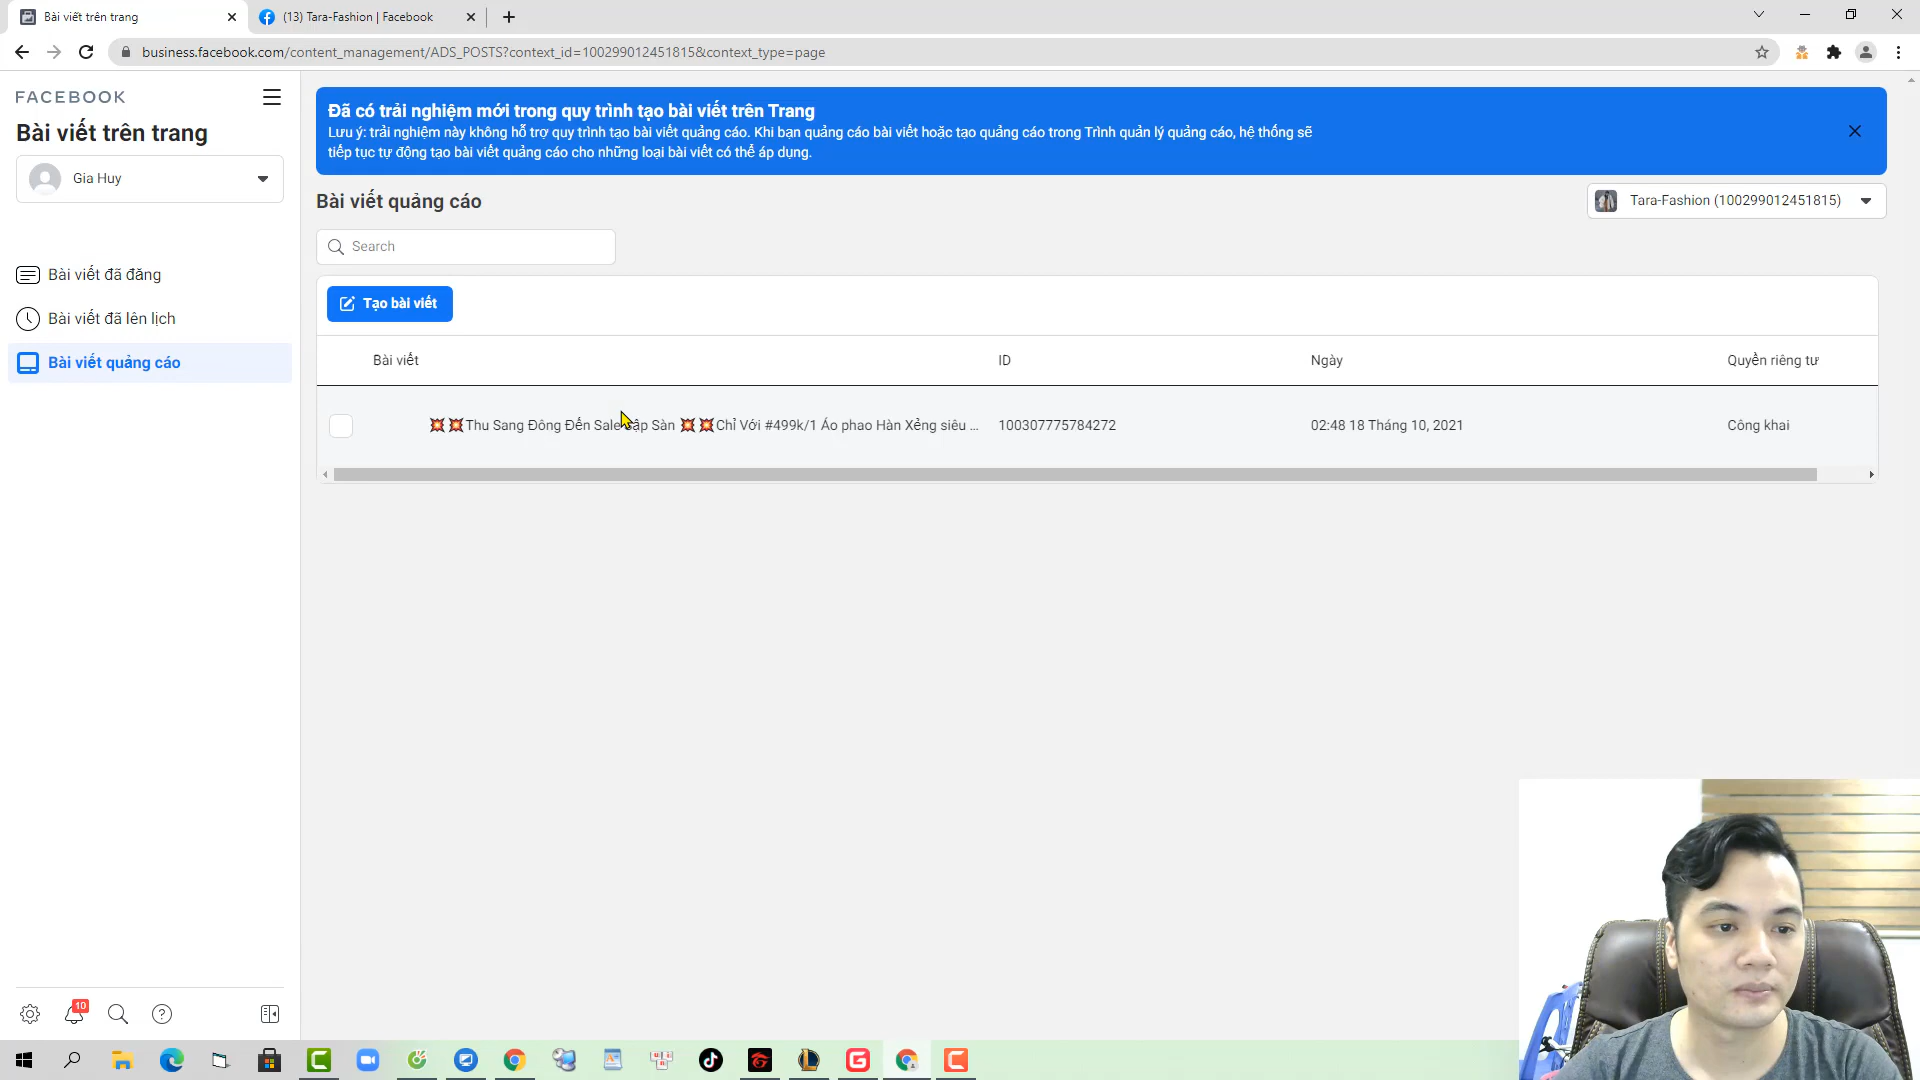 Bài viết trên trang
(13) Tara-Fashion | Facebook
business.facebook.com/content_management/ADS_POSTS?context_id=100299012451815&context_type=page
FACEBOOK
Bài viết trên trang
Gia Huy
Bài viết đã đăng
Bài viết đã lên lịch
Bài viết quảng cáo
10
Đã có trải nghiệm mới trong quy trình tạo bài viết trên Trang
Lưu ý: trải nghiệm này không hỗ trợ quy trình tạo bài viết quảng cáo. Khi bạn quảng cáo bài viết hoặc tạo quảng cáo trong Trình quản lý quảng cáo, hệ thống sẽ
tiếp tục tự động tạo bài viết quảng cáo cho những loại bài viết có thể áp dụng.
Bài viết quảng cáo
Tara-Fashion (100299012451815)
Search
Tạo bài viết
Bài viết ID Ngày Quyền riêng tư
💥💥Thu Sang Đông Đến Sale Sập Sàn 💥💥Chỉ Với #499k/1 Áo phao Hàn Xẻng siêu ... 100307775784272 02:48 18 Tháng 10, 2021 Công khai